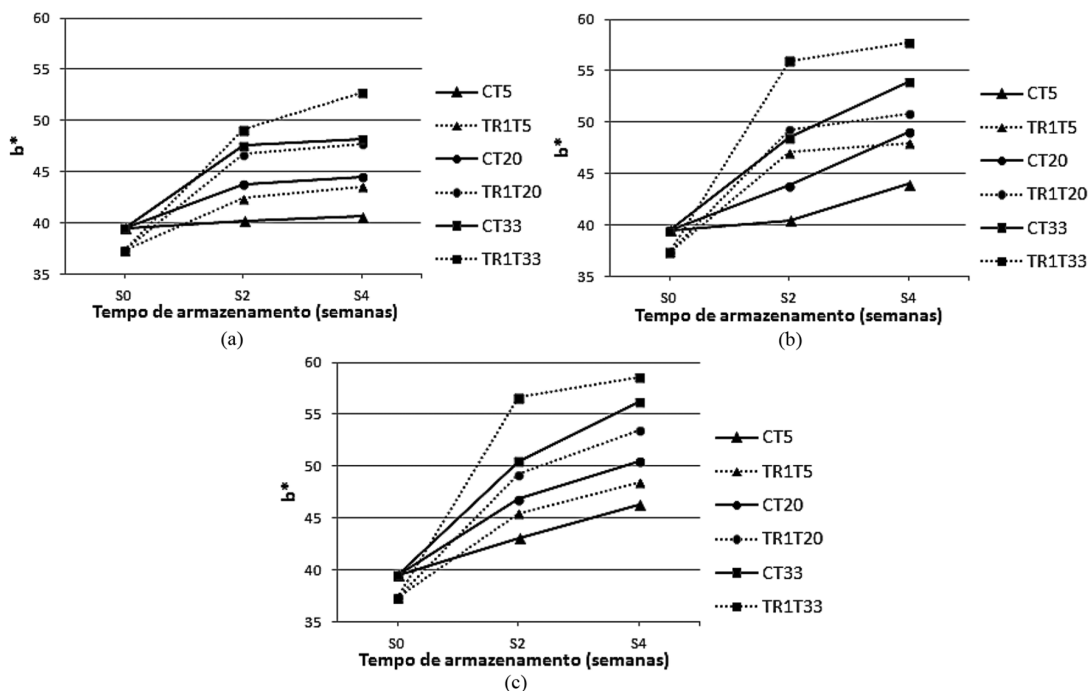 60
55
50
45
40
35
b*
S0
S2
S4
Tempo de armazenamento (semanas)
CT5
TR1T5
CT20
TR1T20
CT33
TR1T33
(a)
60
55
50
45
40
35
b*
S0
S2
S4
Tempo de armazenamento (semanas)
CT5
TR1T5
CT20
TR1T20
CT33
TR1T33
(b)
60
55
50
45
40
35
b*
S0
S2
S4
Tempo de armazenamento (semanas)
CT5
TR1T5
CT20
TR1T20
CT33
TR1T33
(c)